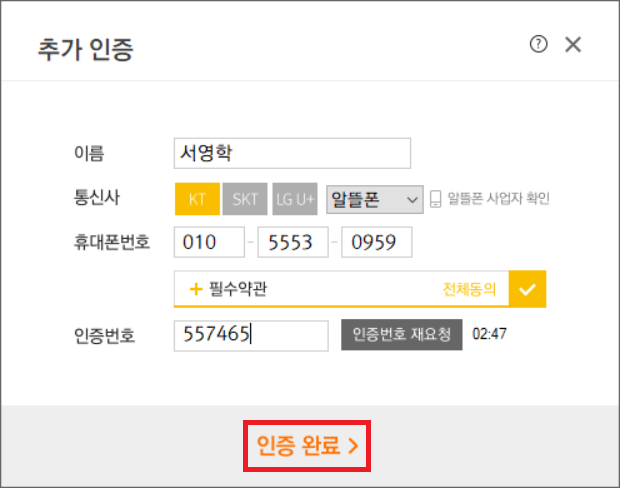 추가 인증 ? ×
이름 서영학
통신사 KT SKT LG U+ 알뜰폰 알뜰폰 사업자 확인
휴대폰번호 010 - 5553 - 0959
+ 필수약관 전체동의
인증번호 557465 인증번호 재요청 02:47
인증 완료 >